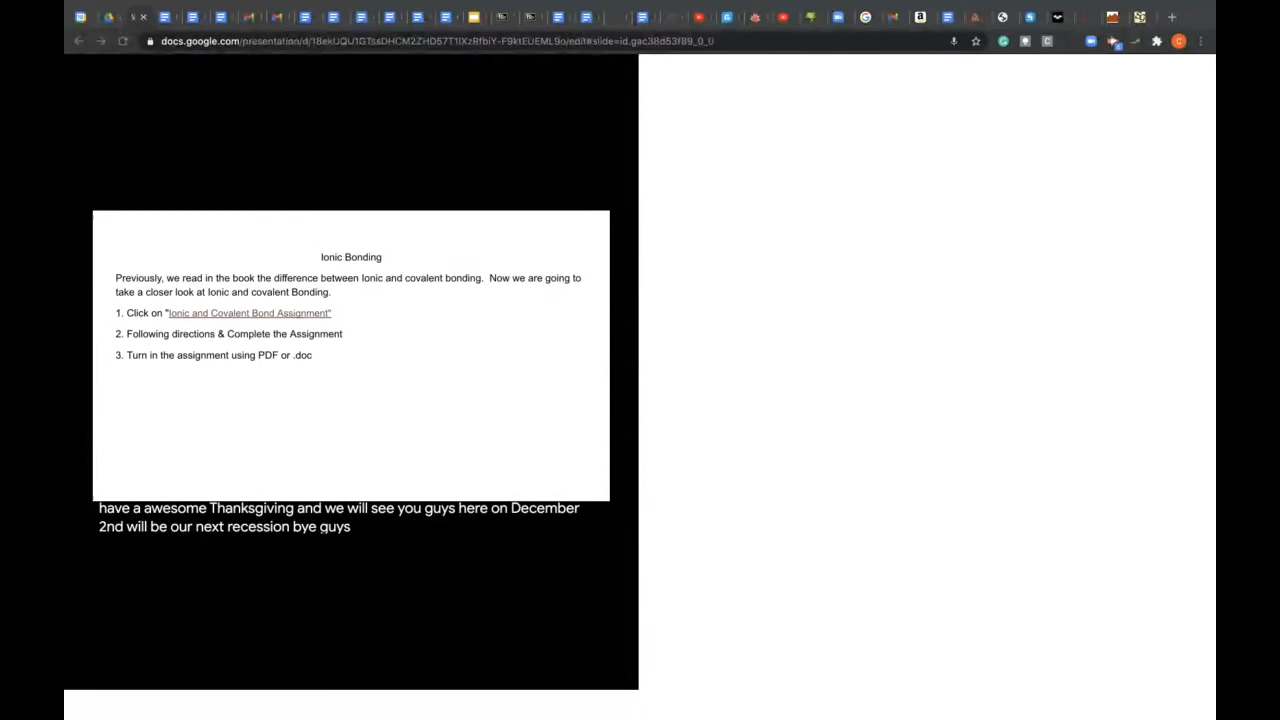 Ionic Bonding
Previously, we read in the book the difference between Ionic and covalent bonding. Now we are going to
take a closer look at Ionic and covalent Bonding.
1. Click on "Ionic and Covalent Bond Assignment"
2. Following directions & Complete the Assignment
3. Turn in the assignment using PDF or .doc
have a awesome Thanksgiving and we will see you guys here on December
2nd will be our next recession bye guys